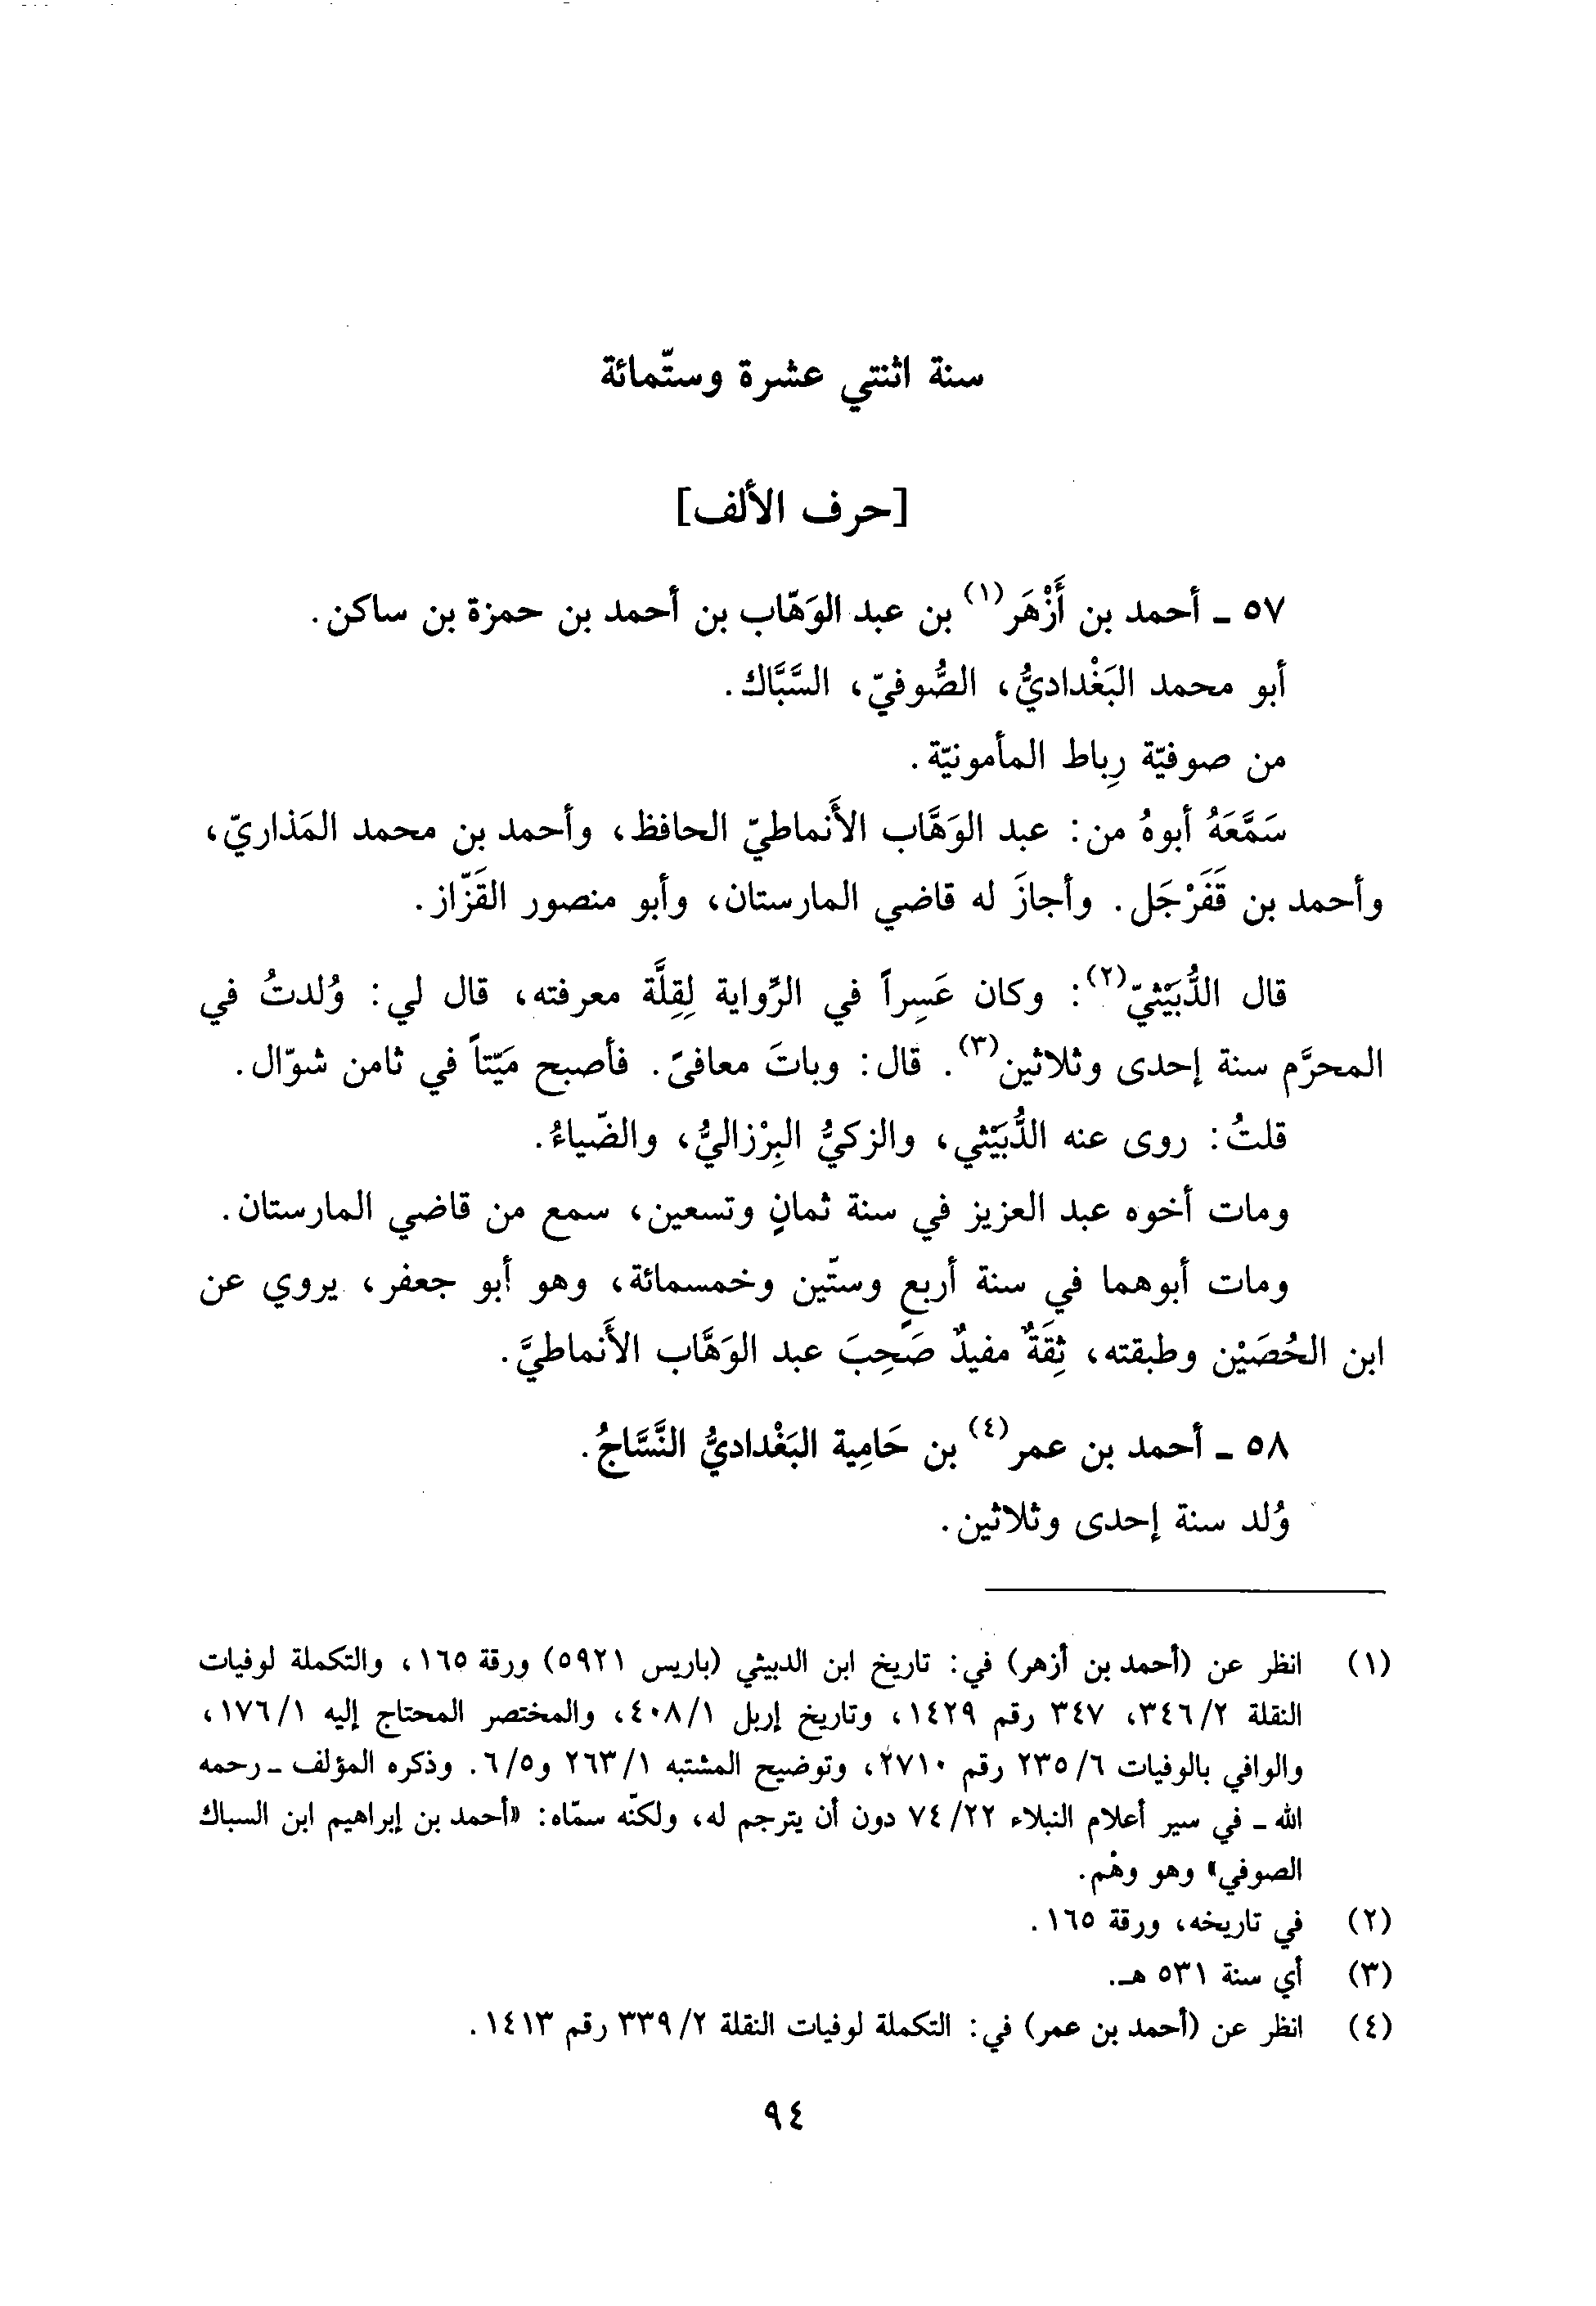 سنة اثنتي عشرة وستّمائة
[حرف الألف]
٥٧ ـ أحمد بن أَزْهَر(١) بن عبد الوَهّاب بن أحمد بن حمزة بن ساكن.
أبو محمد البَغْداديُّ، الصُّوفيّ، السَّبَّاك.
من صوفيّة رِباط المأمونيّة.
سَمَّعَهُ أبوهُ من: عبد الوَهَّاب الأَنماطيّ الحافظ، وأحمد بن محمد المَذاريّ،
وأحمد بن قَفَرْجَل. وأجازَ له قاضي المارستان، وأبو منصور القَزّاز.
قال الدُّبَيْثيّ(٢): وكان عَسِراً في الرِّواية لِقِلَّة معرفته، قال لي: وُلدتُ في
المحرَّم سنة إحدى وثلاثين(٣). قال: وباتَ معافىً. فأصبح مَيّتاً في ثامن شوّال.
قلتُ: روى عنه الدُّبَيْثي، والزكيُّ البِرْزاليُّ، والضّياءُ.
ومات أخوه عبد العزيز في سنة ثمانٍ وتسعين، سمع من قاضي المارستان.
ومات أبوهما في سنة أربعٍ وستّين وخمسمائة، وهو أبو جعفر، يروي عن
ابن الحُصَيْن وطبقته، ثِقَةٌ مفيدٌ صَحِبَ عبد الوَهَّاب الأَنماطيَّ.
٥٨ ـ أحمد بن عمر(٤) بن حَامِية البَغْداديُّ النَّسَّاجُ.
وُلد سنة إحدى وثلاثين.
(١) انظر عن (أحمد بن أزهر) في: تاريخ ابن الدبيثي (باريس ٥٩٢١) ورقة ١٦٥، والتكملة لوفيات
النقلة ٢/ ٣٤٦، ٣٤٧ رقم ١٤٢٩، وتاريخ إربل ١/ ٤٠٨، والمختصر المحتاج إليه ١/ ١٧٦،
والوافي بالوفيات ٦/ ٢٣٥ رقم ٢٧١٠، وتوضيح المشتبه ١/ ٢٦٣ و٥/ ٦. وذكره المؤلف ـ رحمه
الله ـ في سير أعلام النبلاء ٢٢/ ٧٤ دون أن يترجم له، ولكنّه سمّاه: «أحمد بن إبراهيم ابن السباك
الصوفي» وهو وهْم.
(٢) في تاريخه، ورقة ١٦٥.
(٣) أي سنة ٥٣١ هـ.
(٤) انظر عن (أحمد بن عمر) في: التكملة لوفيات النقلة ٢/ ٣٣٩ رقم ١٤١٣.
٩٤